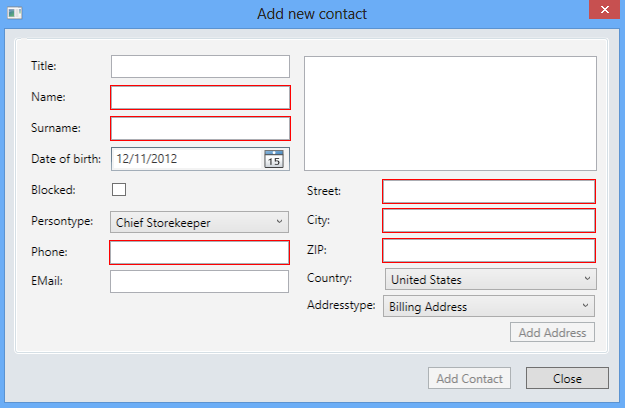 Add new contact
Title:
Name:
Surname:
Date of birth: 12/11/2012 15
Blocked:
Persontype: Chief Storekeeper
Phone:
EMail:
Street:
City:
ZIP:
Country: United States
Addresstype: Billing Address
Add Address
Add Contact Close